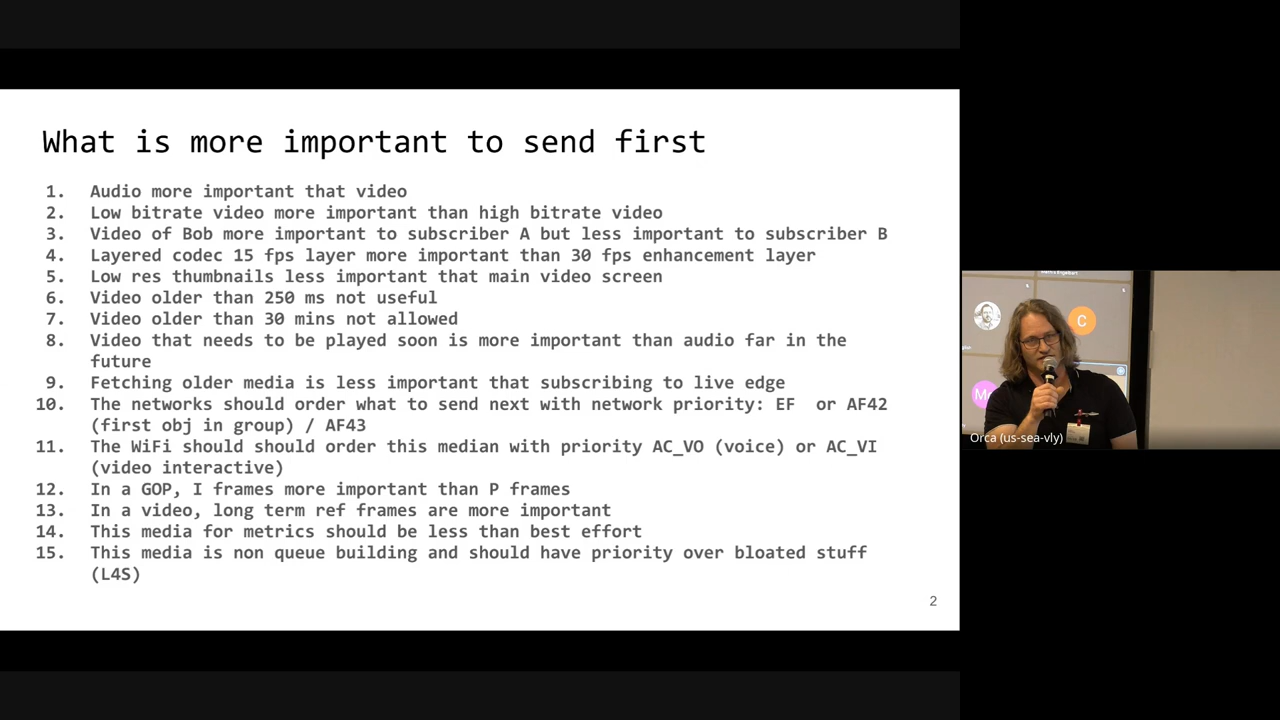 What is more important to send first
1. Audio more important that video
2. Low bitrate video more important than high bitrate video
3. Video of Bob more important to subscriber A but less important to subscriber B
4. Layered codec 15 fps layer more important than 30 fps enhancement layer
5. Low res thumbnails less important that main video screen
6. Video older than 250 ms not useful
7. Video older than 30 mins not allowed
8. Video that needs to be played soon is more important than audio far in the
future
9. Fetching older media is less important that subscribing to live edge
10. The networks should order what to send next with network priority: EF or AF42
(first obj in group) / AF43
11. The WiFi should should order this median with priority AC_VO (voice) or AC_VI
(video interactive)
12. In a GOP, I frames more important than P frames
13. In a video, long term ref frames are more important
14. This media for metrics should be less than best effort
15. This media is non queue building and should have priority over bloated stuff
(L4S)
2
C
Orca (us-sea-vly)